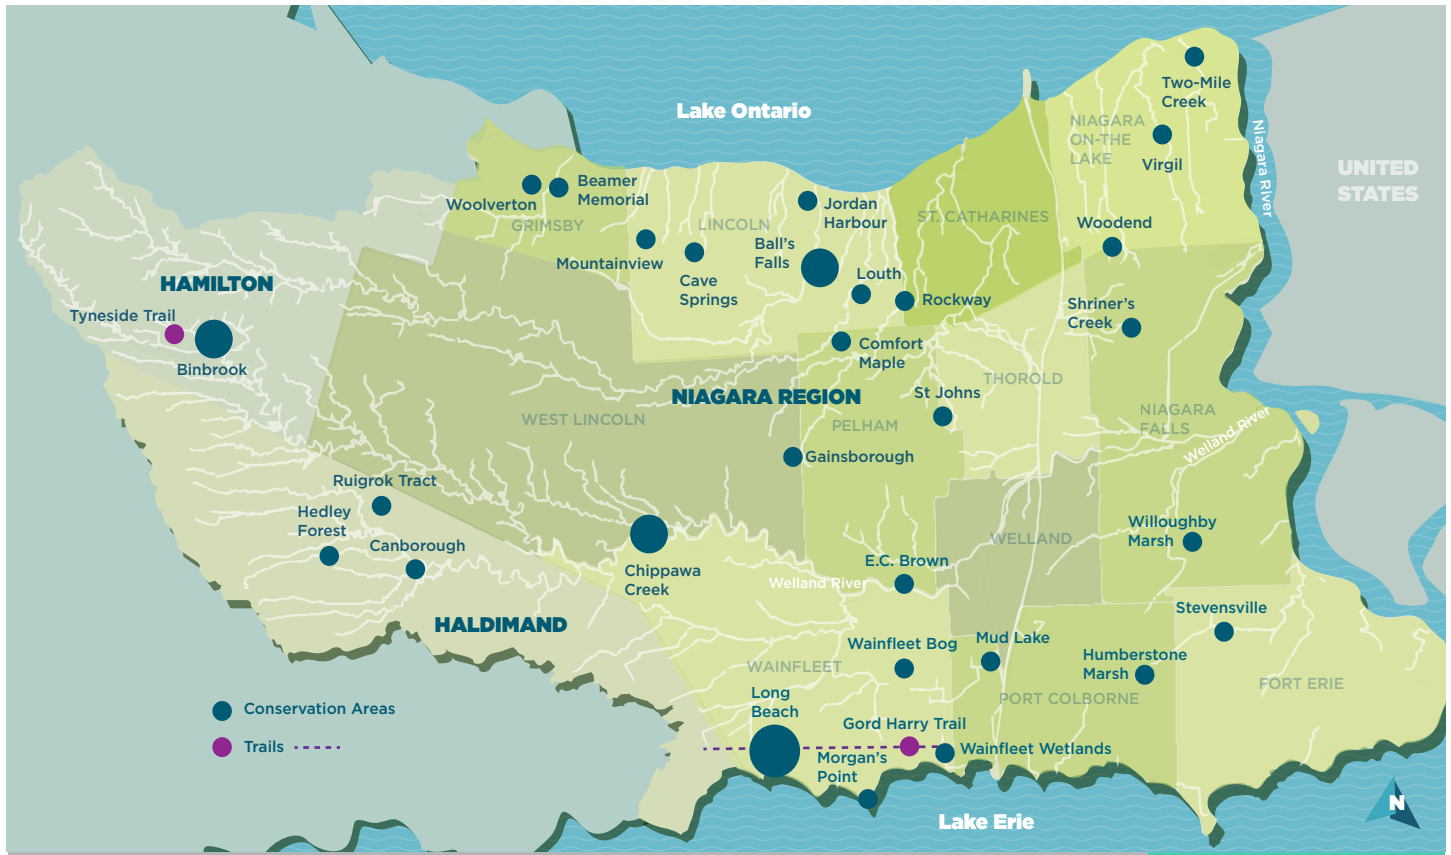 Lake Ontario
Two-Mile
Creek
NIAGARA
ON-THE
LAKE
Virgil
Niagara River
UNITED
STATES
Beamer
Memorial
Woolverton
GRIMSBY
Jordan
Harbour
LINCOLN
ST. CATHARINES
Woodend
Mountainview
Ball's
Falls
Cave
Springs
Louth
Rockway
HAMILTON
Tyneside Trail
Binbrook
Shriner's
Creek
Comfort
Maple
THOROLD
NIAGARA REGION
St Johns
WEST LINCOLN
PELHAM
NIAGARA
FALLS
Welland River
Gainsborough
Ruigrok Tract
Hedley
Forest
Canborough
Willoughby
Marsh
WELLAND
Chippawa
Creek
E.C. Brown
Welland River
Stevensville
HALDIMAND
Mud Lake
Wainfleet Bog
WAINFLEET
Humberstone
Marsh
FORT ERIE
PORT COLBORNE
Long
Beach
Conservation Areas
Gord Harry Trail
Trails
Wainfleet Wetlands
Morgan's
Point
Lake Erie
N